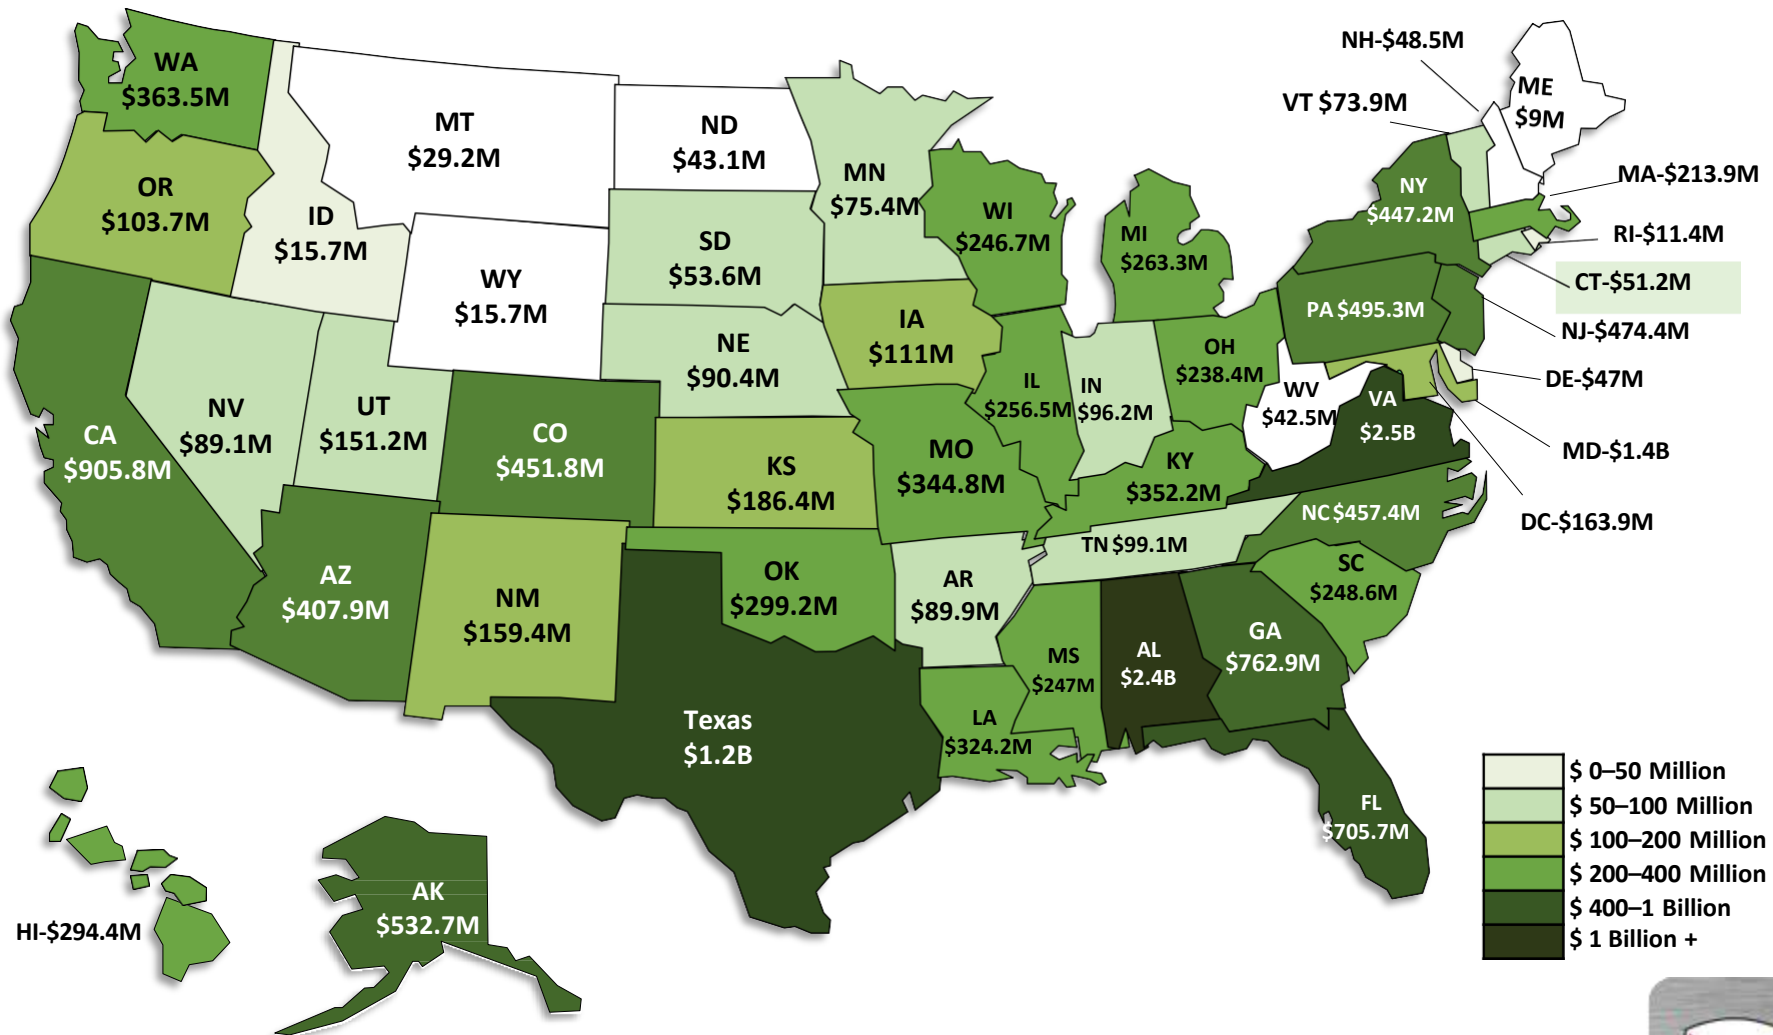 WA
$363.5M
OR
$103.7M
CA
$905.8M
NV
$89.1M
ID
$15.7M
MT
$29.2M
WY
$15.7M
UT
$151.2M
AZ
$407.9M
CO
$451.8M
NM
$159.4M
ND
$43.1M
SD
$53.6M
NE
$90.4M
KS
$186.4M
OK
$299.2M
Texas
$1.2B
MN
$75.4M
IA
$111M
MO
$344.8M
AR
$89.9M
LA
$324.2M
WI
$246.7M
IL
$256.5M
MI
$263.3M
IN
$96.2M
OH
$238.4M
KY
$352.2M
TN $99.1M
MS
$247M
AL
$2.4B
GA
$762.9M
FL
$705.7M
SC
$248.6M
NC $457.4M
VA
$2.5B
WV
$42.5M
PA $495.3M
NY
$447.2M
VT $73.9M
NH-$48.5M
ME
$9M
MA-$213.9M
RI-$11.4M
CT-$51.2M
NJ-$474.4M
DE-$47M
MD-$1.4B
DC-$163.9M
HI-$294.4M
AK
$532.7M
$ 0–50 Million
$ 50–100 Million
$ 100–200 Million
$ 200–400 Million
$ 400–1 Billion
$ 1 Billion +